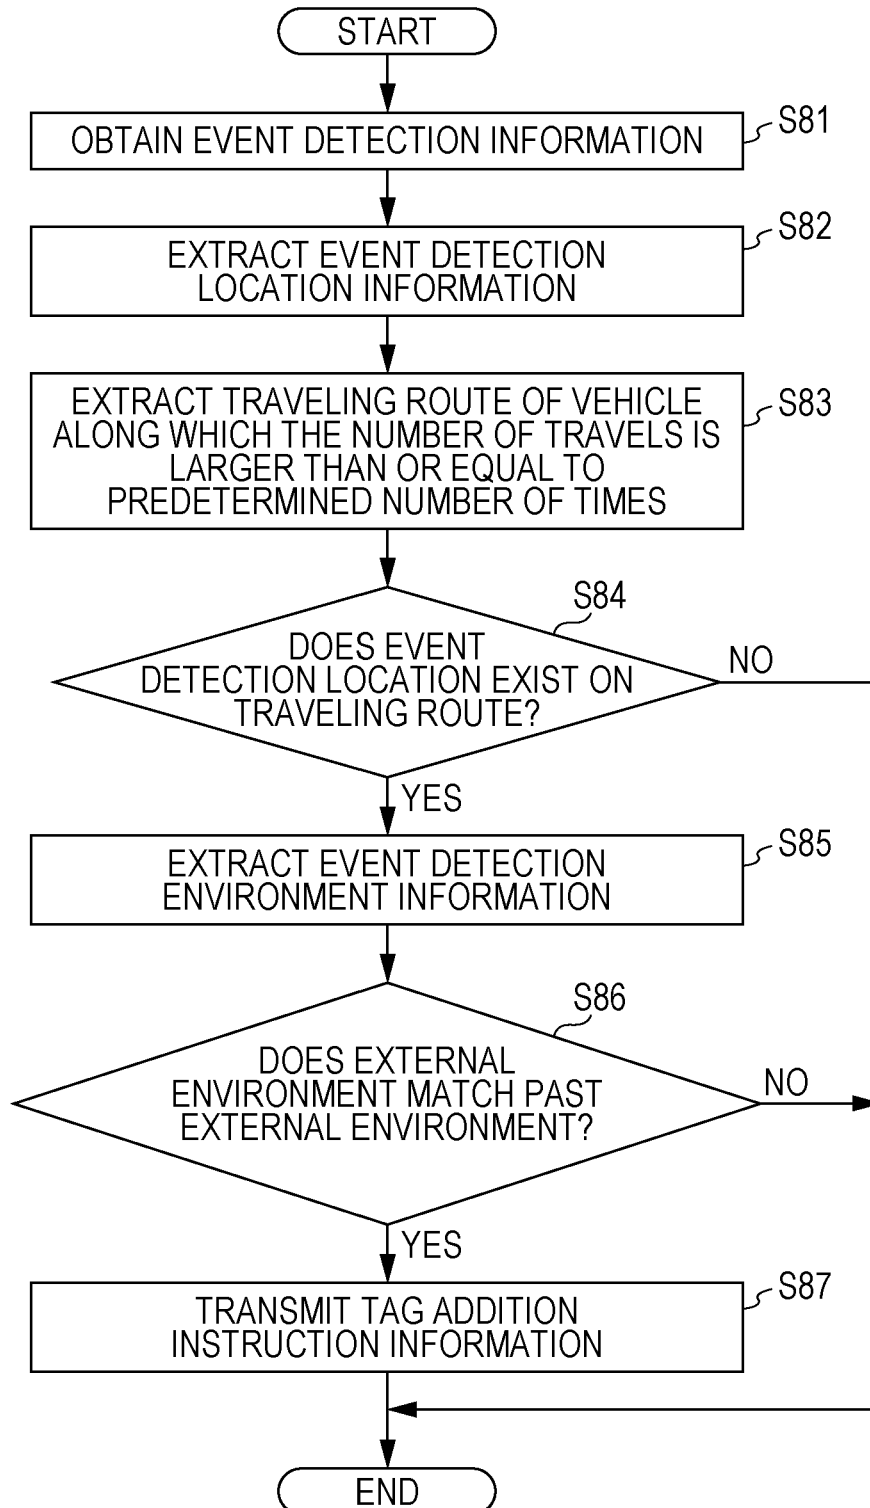 START
OBTAIN EVENT DETECTION INFORMATION
S81
EXTRACT EVENT DETECTION
LOCATION INFORMATION
S82
EXTRACT TRAVELING ROUTE OF VEHICLE
ALONG WHICH THE NUMBER OF TRAVELS IS
LARGER THAN OR EQUAL TO
PREDETERMINED NUMBER OF TIMES
S83
S84
DOES EVENT
DETECTION LOCATION EXIST ON
TRAVELING ROUTE?
NO
YES
EXTRACT EVENT DETECTION
ENVIRONMENT INFORMATION
S85
S86
DOES EXTERNAL
ENVIRONMENT MATCH PAST
EXTERNAL ENVIRONMENT?
NO
YES
TRANSMIT TAG ADDITION
INSTRUCTION INFORMATION
S87
END